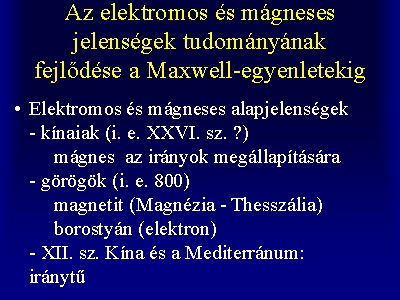 Az elektromos és mágneses
jelenségek tudományának
fejlődése a Maxwell-egyenletekig
• Elektromos és mágneses alapjelenségek
- kínaiak (i. e. XXVI. sz. ?)
mágnes  az irányok megállapítására
- görögök (i. e. 800)
magnetit (Magnézia - Thesszália)
borostyán (elektron)
- XII. sz. Kína és a Mediterránum:
iránytű